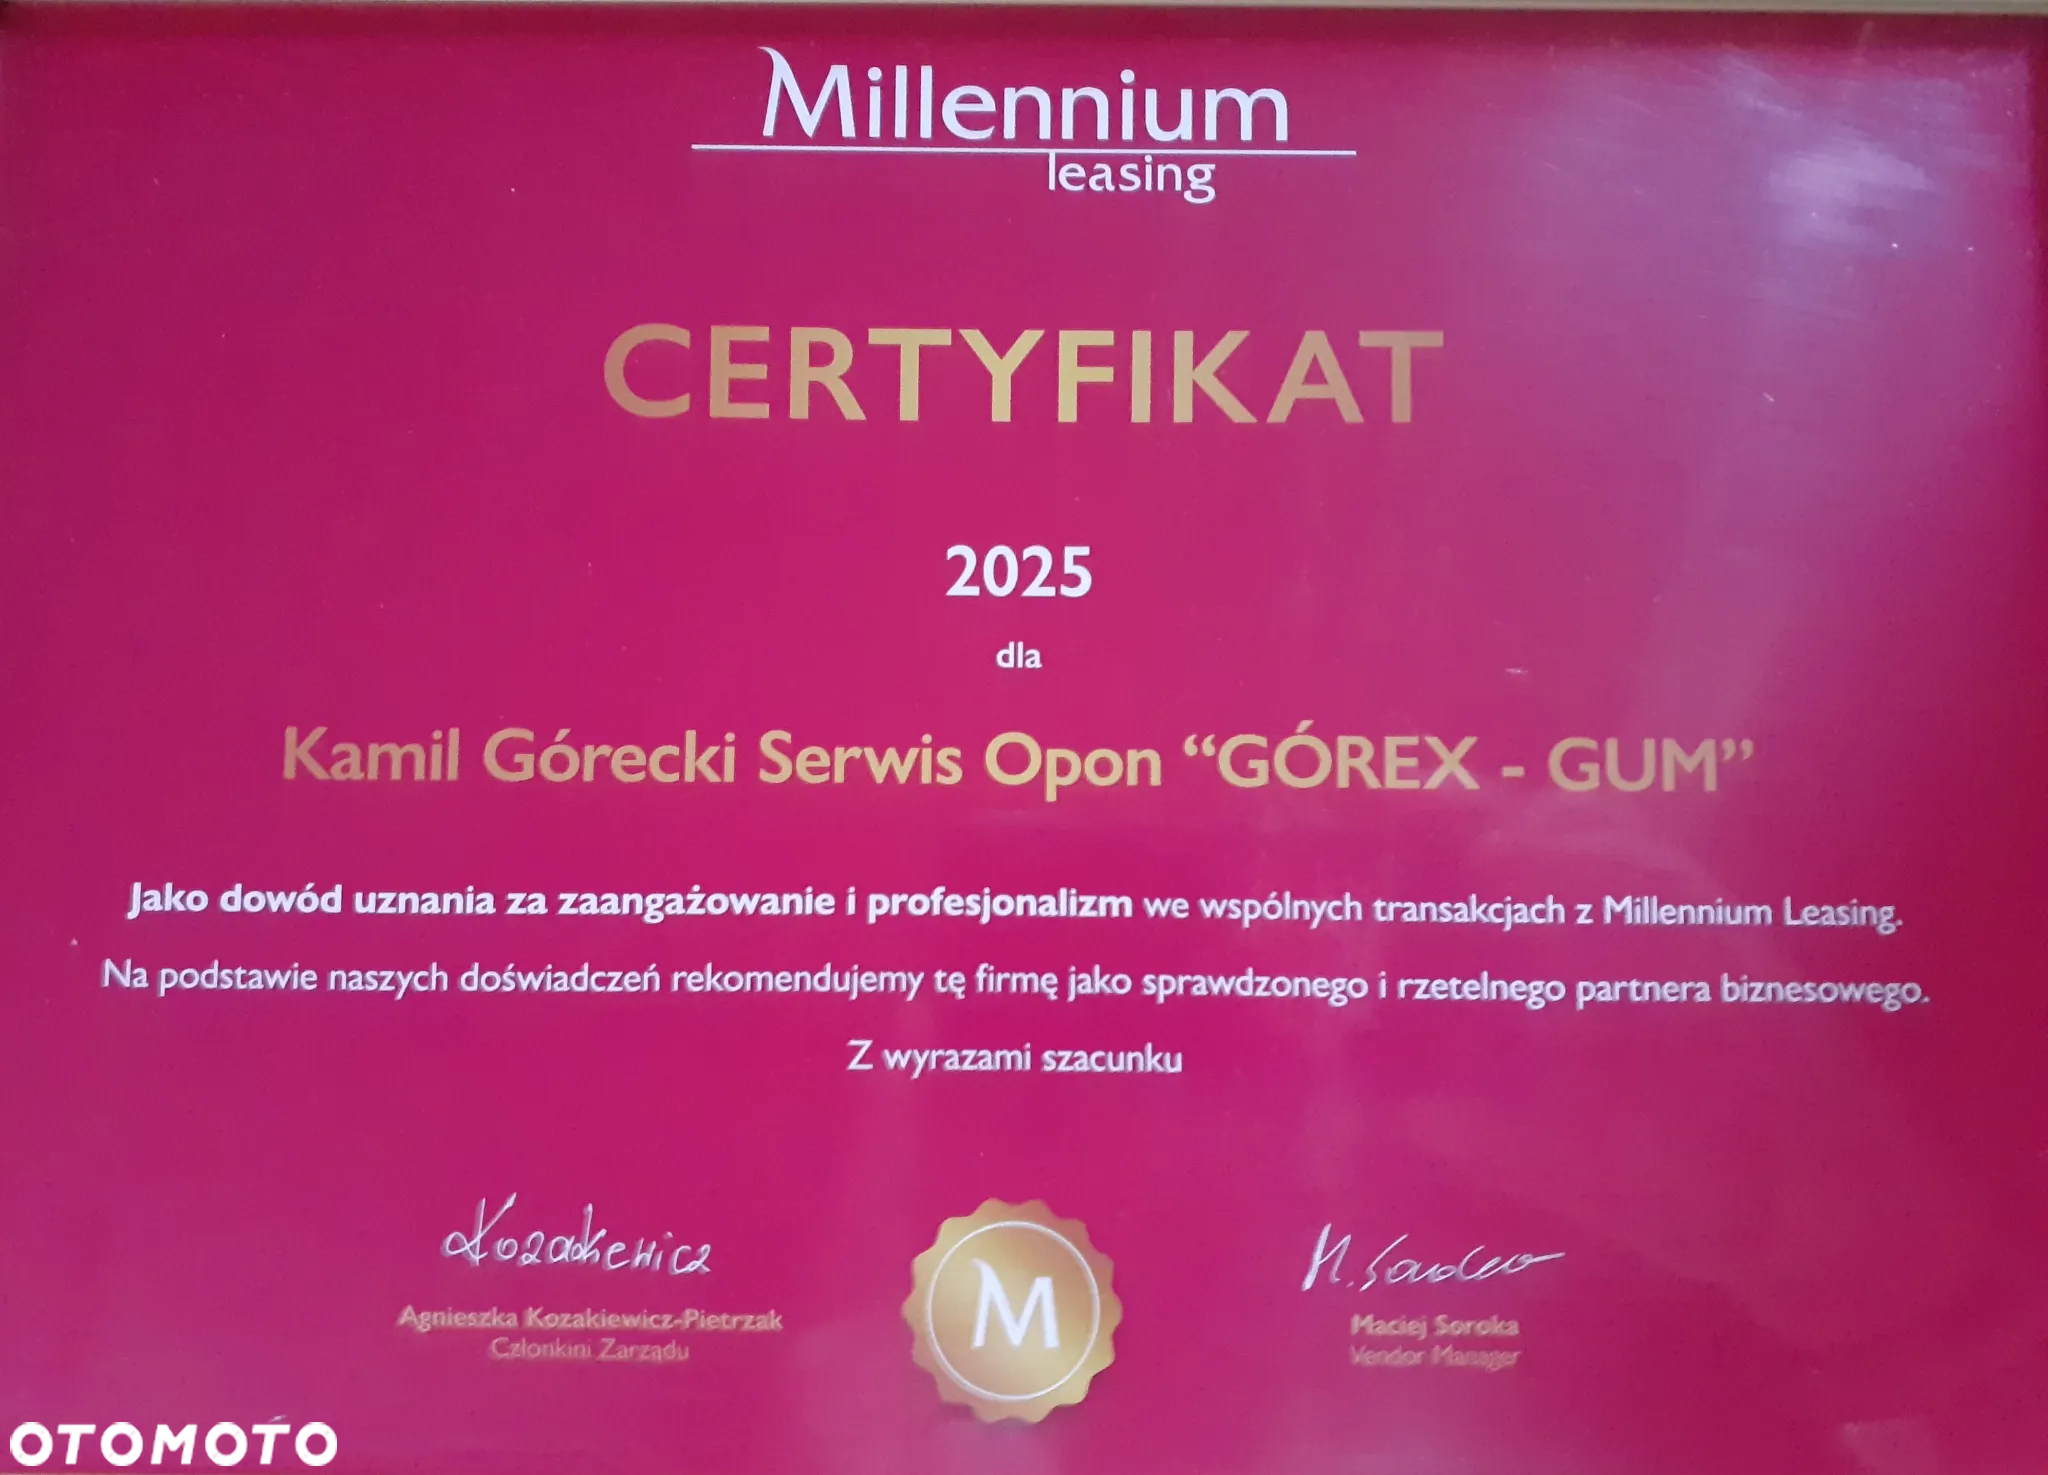 Millennium
leasing
CERTYFIKAT
2025
dla
Kamil Górecki Serwis Opon “GÓREX - GUM”
Jako dowód uznania za zaangażowanie i profesjonalizm we wspólnych transakcjach z Millennium Leasing.
Na podstawie naszych doświadczeń rekomendujemy tę firmę jako sprawdzonego i rzetelnego partnera biznesowego.
Z wyrazami szacunku
Kozakiewicz
M. Soroka
Agnieszka Kozakiewicz-Pietrzak
Członkini Zarządu
M
Maciej Soroka
Vendor Manager
OTOMOTO